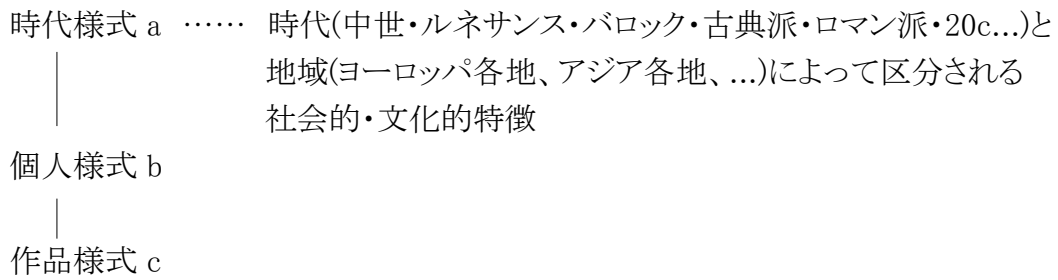 時代様式 a …… 時代(中世・ルネサンス・バロック・古典派・ロマン派・20c...)と
地域(ヨーロッパ各地、アジア各地、...)によって区分される
社会的・文化的特徴
個人様式 b
作品様式 c